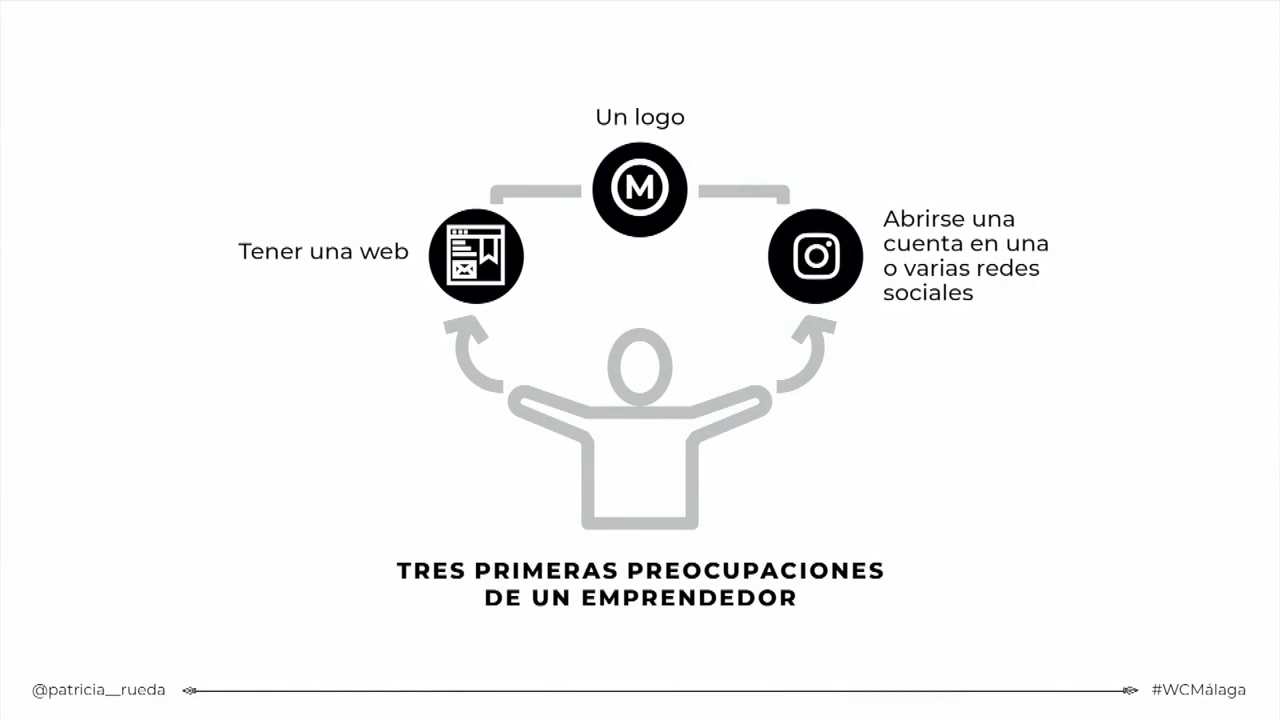 Un logo
M
Tener una web
Abrirse una
cuenta en una
o varias redes
sociales
TRES PRIMERAS PREOCUPACIONES
DE UN EMPRENDEDOR
@patricia__rueda
#WCMálaga